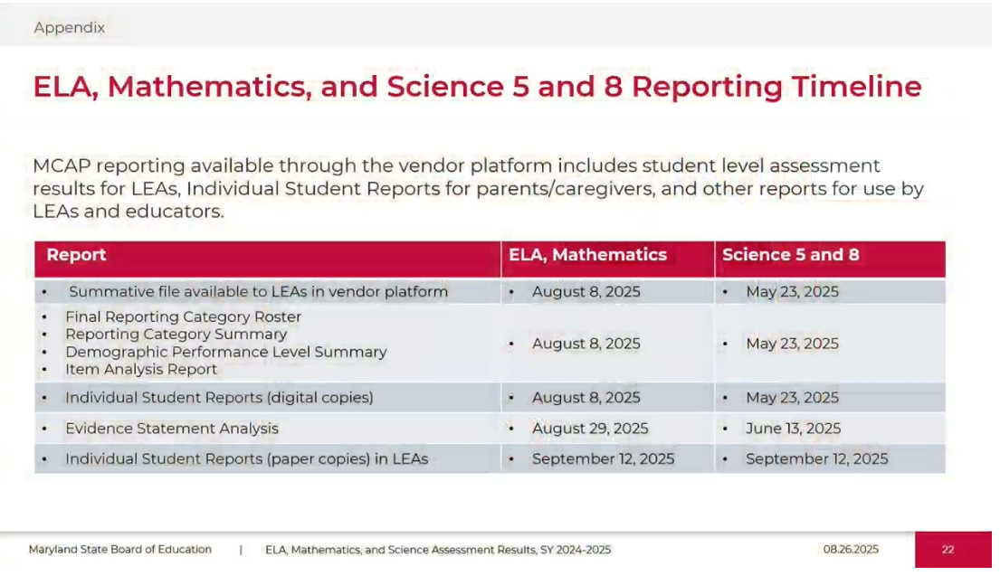 Appendix
ELA, Mathematics, and Science 5 and 8 Reporting Timeline
MCAP reporting available through the vendor platform includes student level assessment
results for LEAs, Individual Student Reports for parents/caregivers, and other reports for use by
LEAs and educators.
Report ELA, Mathematics Science 5 and 8
• Summative file available to LEAs in vendor platform • August 8, 2025 • May 23, 2025
• Final Reporting Category Roster
• Reporting Category Summary
• Demographic Performance Level Summary
• Item Analysis Report
• August 8, 2025 • May 23, 2025
• Individual Student Reports (digital copies) • August 8, 2025 • May 23, 2025
• Evidence Statement Analysis • August 29, 2025 • June 13, 2025
• Individual Student Reports (paper copies) in LEAs • September 12, 2025 • September 12, 2025
Maryland State Board of Education | ELA, Mathematics, and Science Assessment Results, SY 2024-2025 08.26.2025 22